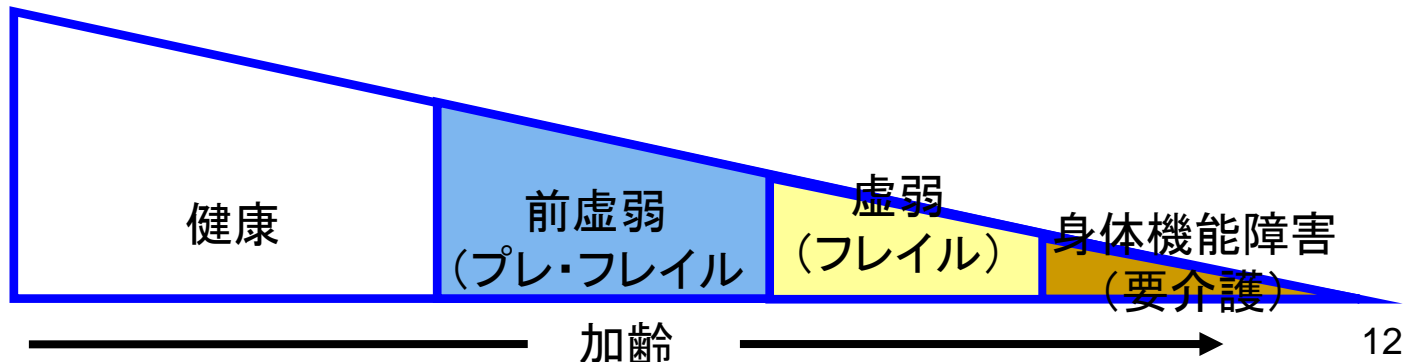 健康
前虚弱
（プレ・フレイル
虚弱
（フレイル）
身体機能障害
（要介護）
加齢
12